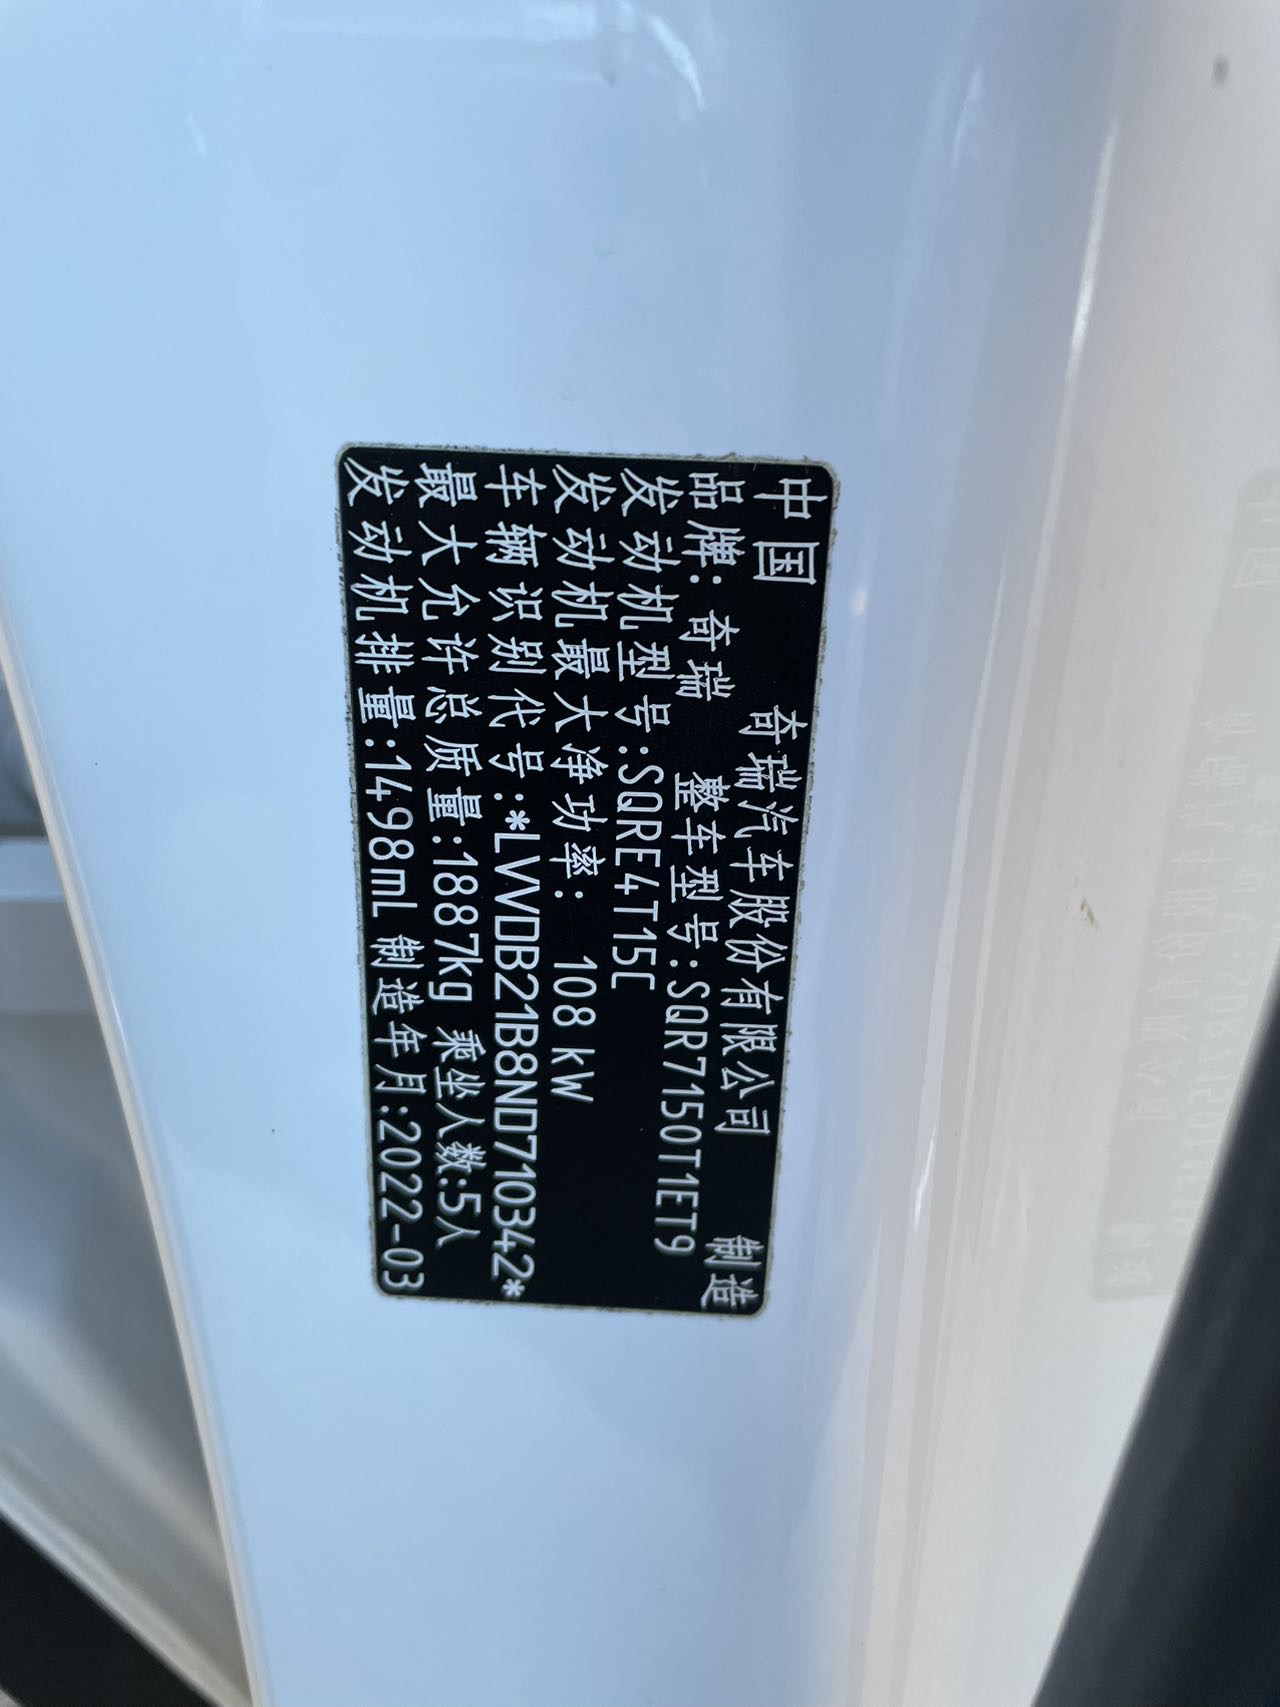 中国 奇瑞汽车股份有限公司 制造
品牌: 奇瑞 整车型号:SQR7150T1ET9
发动机型号:SQRE4T15C
发动机最大净功率: 108 kW
车辆识别代号:*LVVDB21B8ND710342*
最大允许总质量:1887kg 乘坐人数:5人
发动机排量:1498mL 制造年月:2022-03